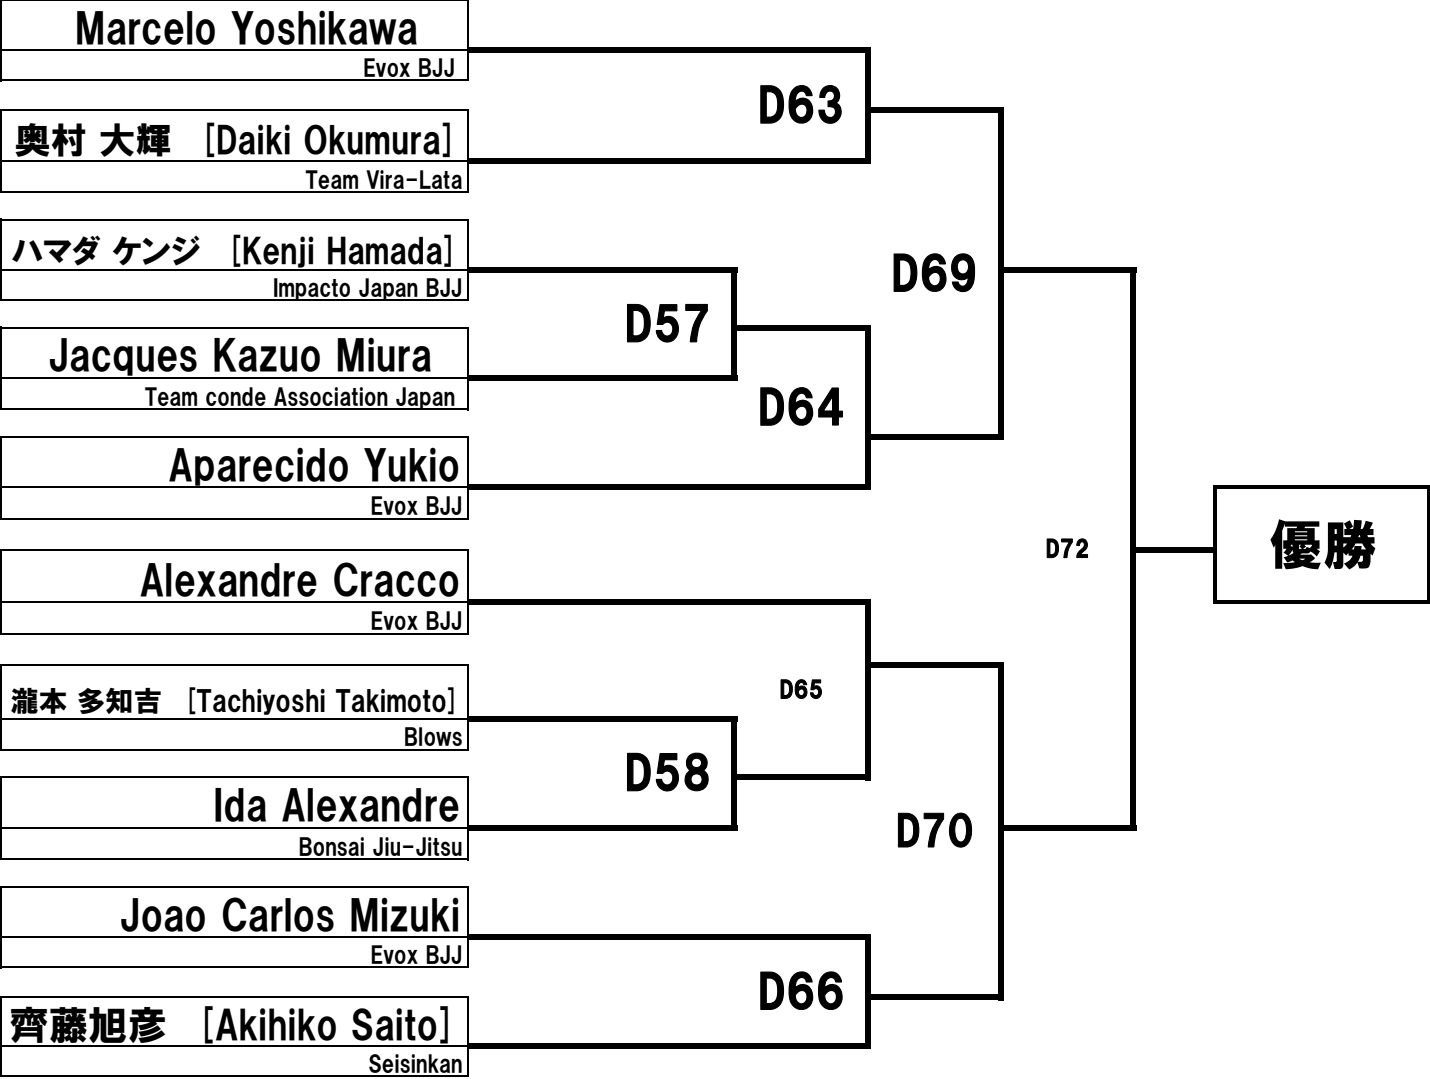 Marcelo Yoshikawa
Evox BJJ
奥村 大輝 [Daiki Okumura]
Team Vira-Lata
ハマダ ケンジ [Kenji Hamada]
Impacto Japan BJJ
Jacques Kazuo Miura
Team conde Association Japan
Aparecido Yukio
Evox BJJ
Alexandre Cracco
Evox BJJ
瀧本 多知吉 [Tachiyoshi Takimoto]
Blows
Ida Alexandre
Bonsai Jiu-Jitsu
Joao Carlos Mizuki
Evox BJJ
齊藤旭彦 [Akihiko Saito]
Seisinkan
D57
D58
D63
D64
D65
D66
D69
D70
D72
優勝